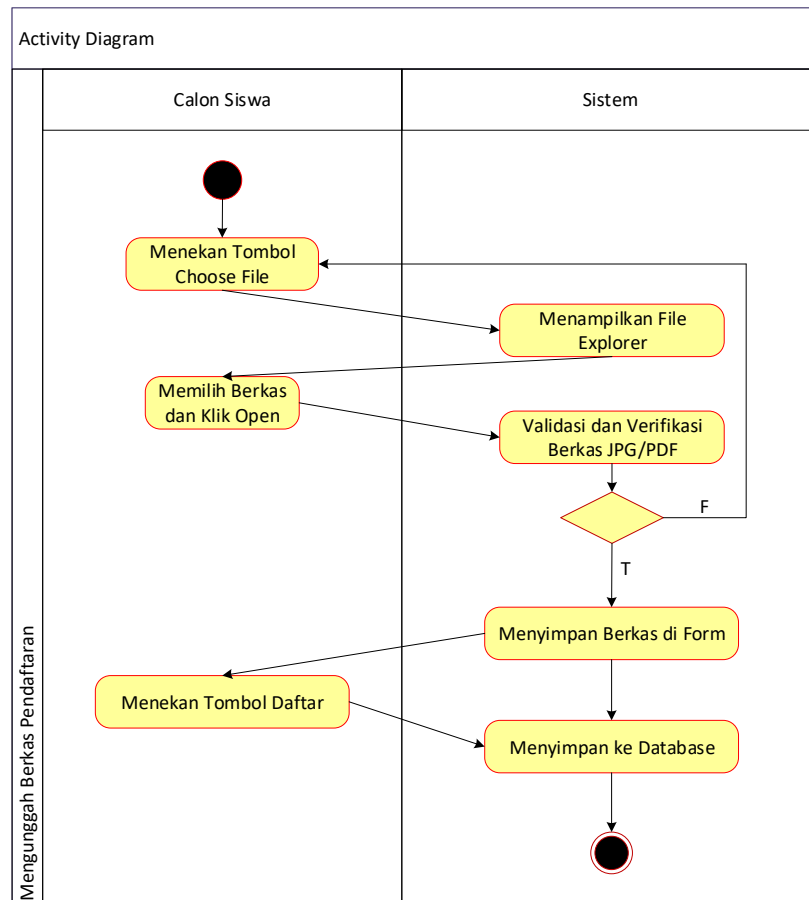 Activity Diagram
Calon Siswa
Sistem
Menekan Tombol
Choose File
Menampilkan File
Explorer
Memilih Berkas
dan Klik Open
Validasi dan Verifikasi
Berkas JPG/PDF
F
T
Menyimpan Berkas di Form
Menekan Tombol Daftar
Menyimpan ke Database
Mengunggah Berkas Pendaftaran